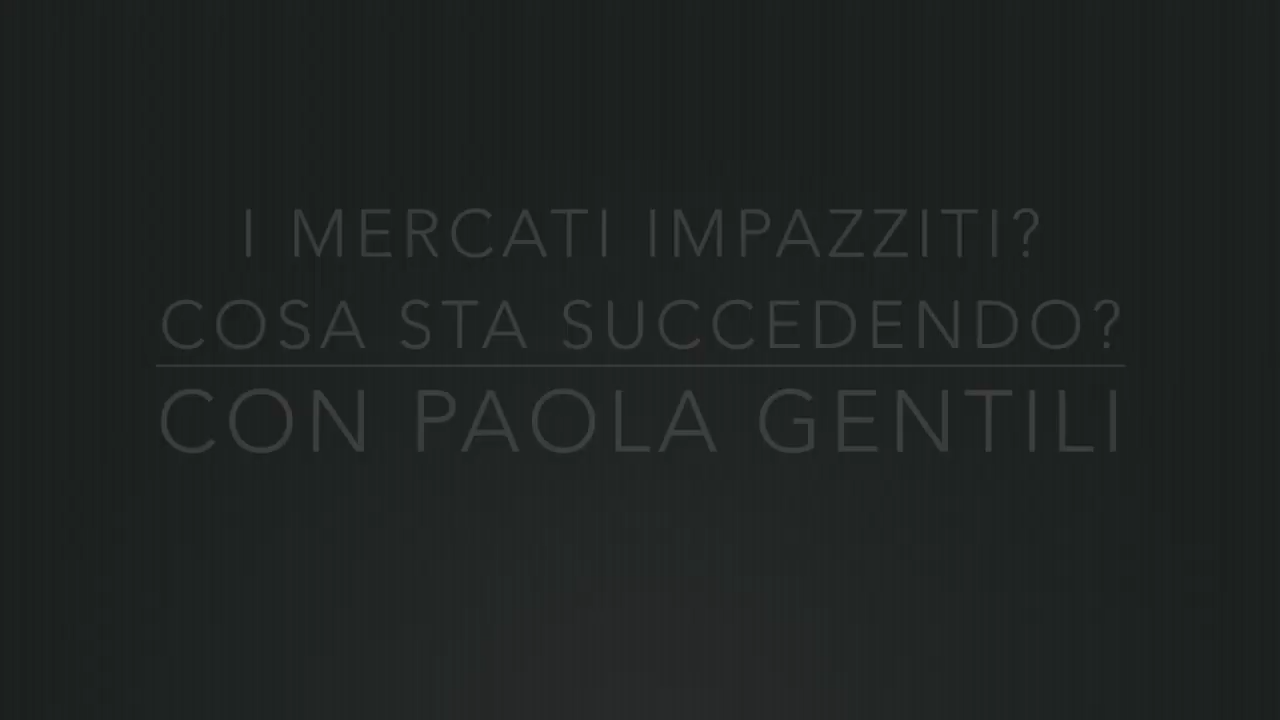 I MERCATI IMPAZZITI?
COSA STA SUCCEDENDO?
CON PAOLA GENTILI